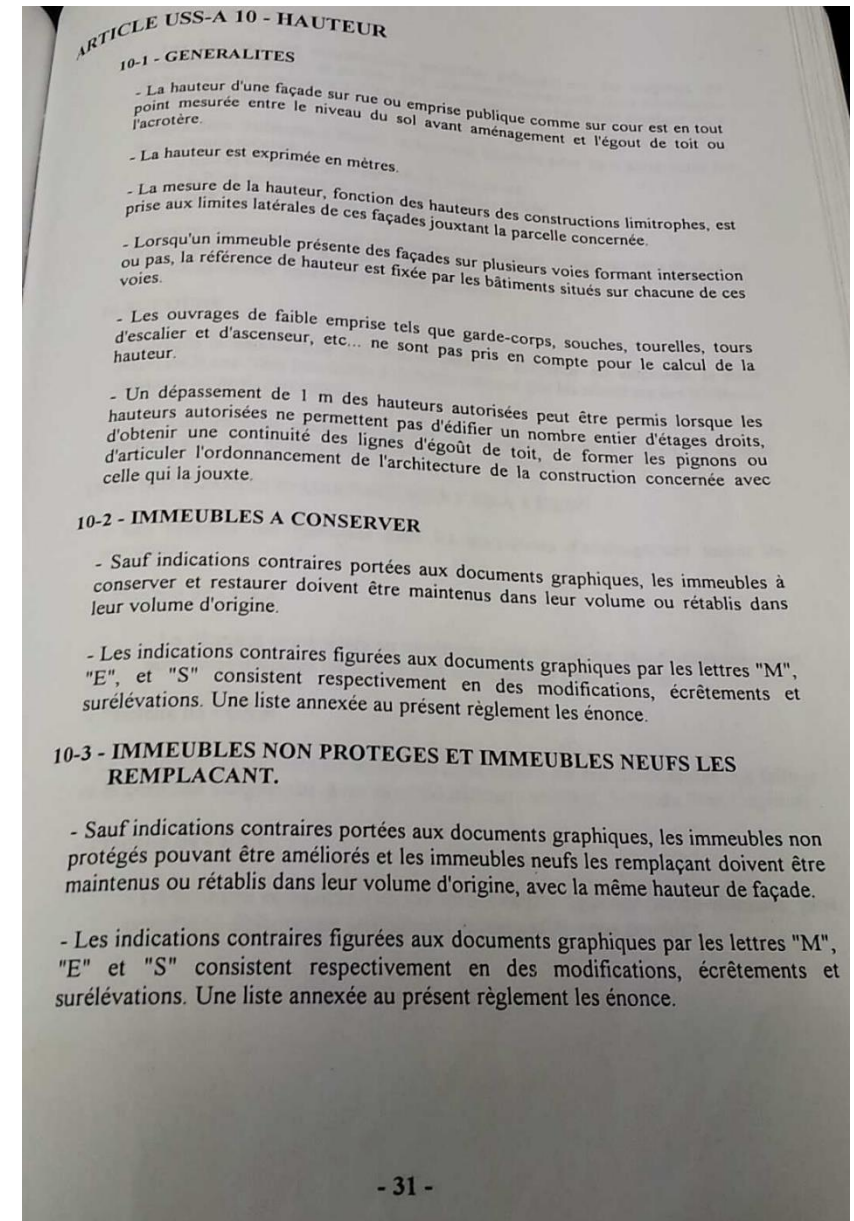 ARTICLE USS-A 10 - HAUTEUR
10-1 - GENERALITES
- La hauteur d'une façade sur rue ou emprise publique comme sur cour est en tout
point mesurée entre le niveau du sol avant aménagement et l'égout de toit ou
l'acrotère.
- La hauteur est exprimée en mètres.
- La mesure de la hauteur, fonction des hauteurs des constructions limitrophes, est
prise aux limites latérales de ces façades jouxtant la parcelle concernée.
- Lorsqu'un immeuble présente des façades sur plusieurs voies formant intersection
ou pas, la référence de hauteur est fixée par les bâtiments situés sur chacune de ces
voies.
- Les ouvrages de faible emprise tels que garde-corps, souches, tourelles, tours
d'escalier et d'ascenseur, etc... ne sont pas pris en compte pour le calcul de la
hauteur.
- Un dépassement de 1 m des hauteurs autorisées peut être permis lorsque les
hauteurs autorisées ne permettent pas d'édifier un nombre entier d'étages droits,
d'obtenir une continuité des lignes d'égoût de toit, de former les pignons ou
d'articuler l'ordonnancement de l'architecture de la construction concernée avec
celle qui la jouxte.
10-2 - IMMEUBLES A CONSERVER
- Sauf indications contraires portées aux documents graphiques, les immeubles à
conserver et restaurer doivent être maintenus dans leur volume ou rétablis dans
leur volume d'origine.
- Les indications contraires figurées aux documents graphiques par les lettres "M",
"E", et "S" consistent respectivement en des modifications, écrêtements et
surélévations. Une liste annexée au présent règlement les énonce.
10-3 - IMMEUBLES NON PROTEGES ET IMMEUBLES NEUFS LES
REMPLACANT.
- Sauf indications contraires portées aux documents graphiques, les immeubles non
protégés pouvant être améliorés et les immeubles neufs les remplaçant doivent être
maintenus ou rétablis dans leur volume d'origine, avec la même hauteur de façade.
- Les indications contraires figurées aux documents graphiques par les lettres "M",
"E" et "S" consistent respectivement en des modifications, écrêtements et
surélévations. Une liste annexée au présent règlement les énonce.
- 31 -